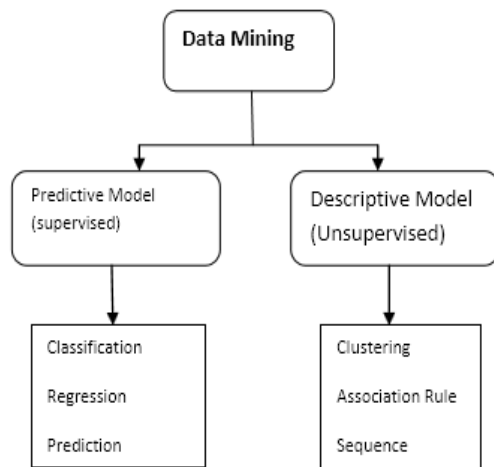 Data Mining
Predictive Model
(supervised)
Descriptive Model
(Unsupervised)
Classification
Regression
Prediction
Clustering
Association Rule
Sequence